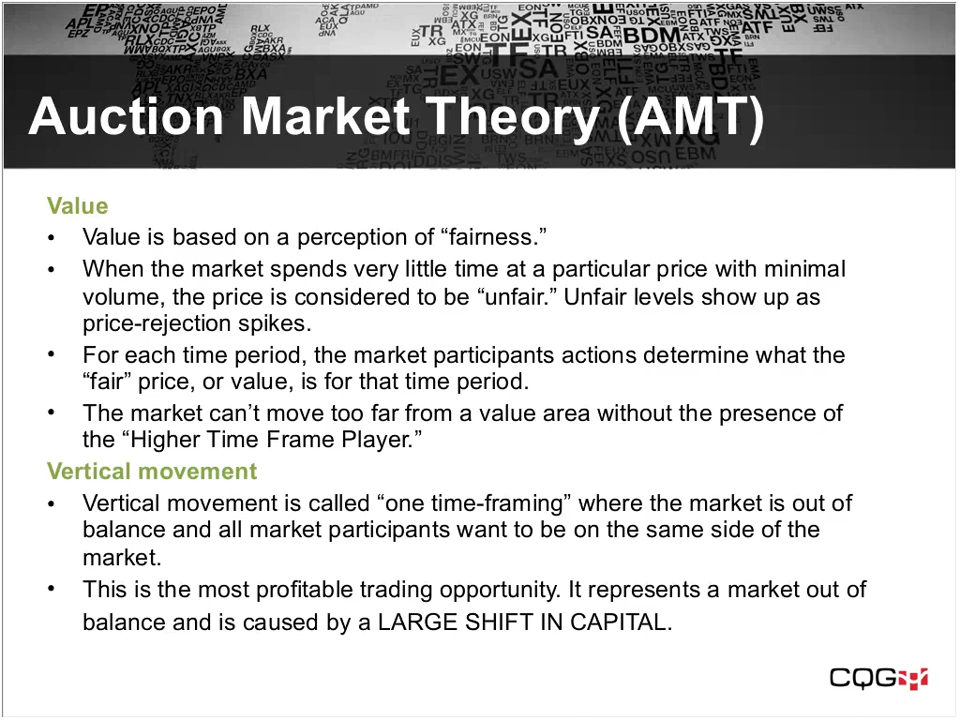 Auction Market Theory (AMT)
Value
• Value is based on a perception of “fairness.”
• When the market spends very little time at a particular price with minimal
volume, the price is considered to be “unfair.” Unfair levels show up as
price-rejection spikes.
• For each time period, the market participants actions determine what the
“fair” price, or value, is for that time period.
• The market can’t move too far from a value area without the presence of
the “Higher Time Frame Player.”
Vertical movement
• Vertical movement is called “one time-framing” where the market is out of
balance and all market participants want to be on the same side of the
market.
• This is the most profitable trading opportunity. It represents a market out of
balance and is caused by a LARGE SHIFT IN CAPITAL.
CQG